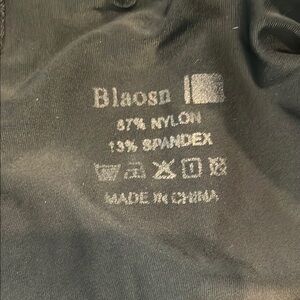 Blaosn
87% NYLON
13% SPANDEX
MADE IN CHINA